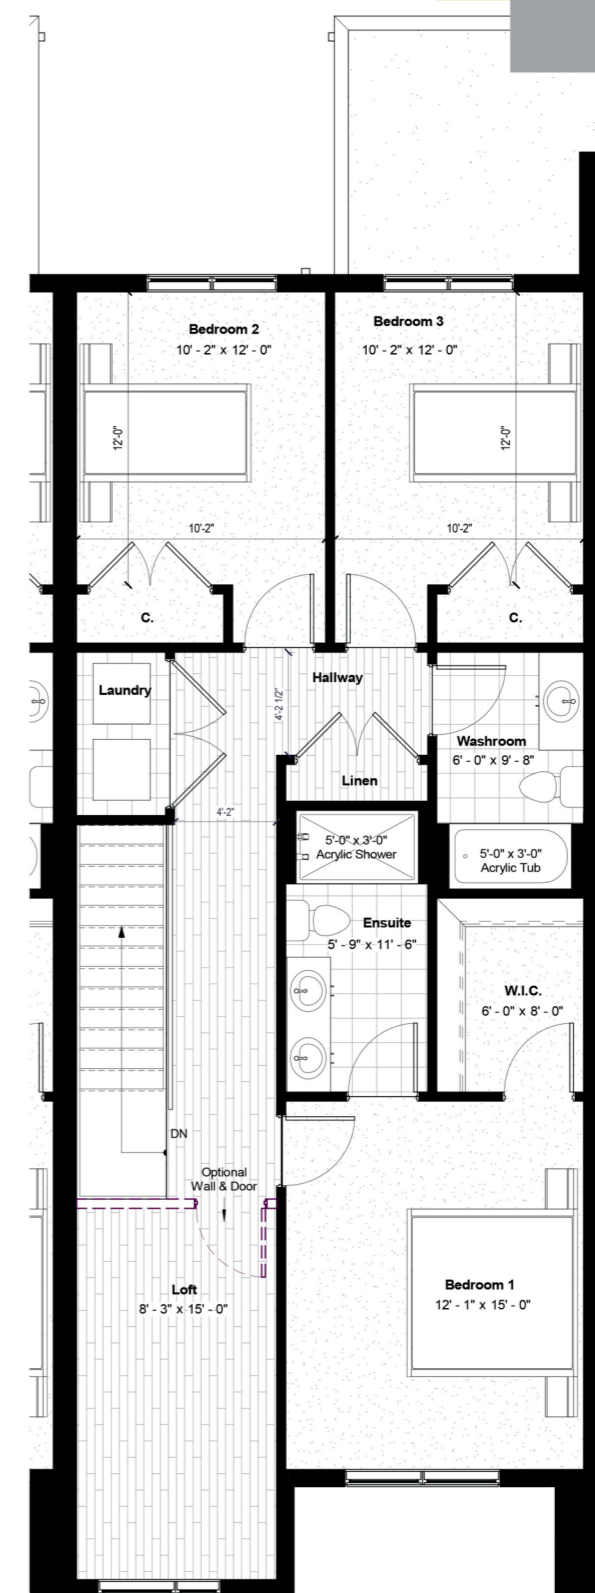 Bedroom 2
10' - 2" x 12' - 0"
Bedroom 3
10' - 2" x 12' - 0"
12'-0"
12'-0"
10'-2"
10'-2"
C.
C.
Laundry
Hallway
4'-2 1/2"
Washroom
6' - 0" x 9' - 8"
Linen
4'-2"
5'-0" x 3'-0"
Acrylic Shower
5'-0" x 3'-0"
Acrylic Tub
Ensuite
5' - 9" x 11' - 6"
W.I.C.
6' - 0" x 8' - 0"
DN
Optional
Wall & Door
Loft
8' - 3" x 15' - 0"
Bedroom 1
12' - 1" x 15' - 0"